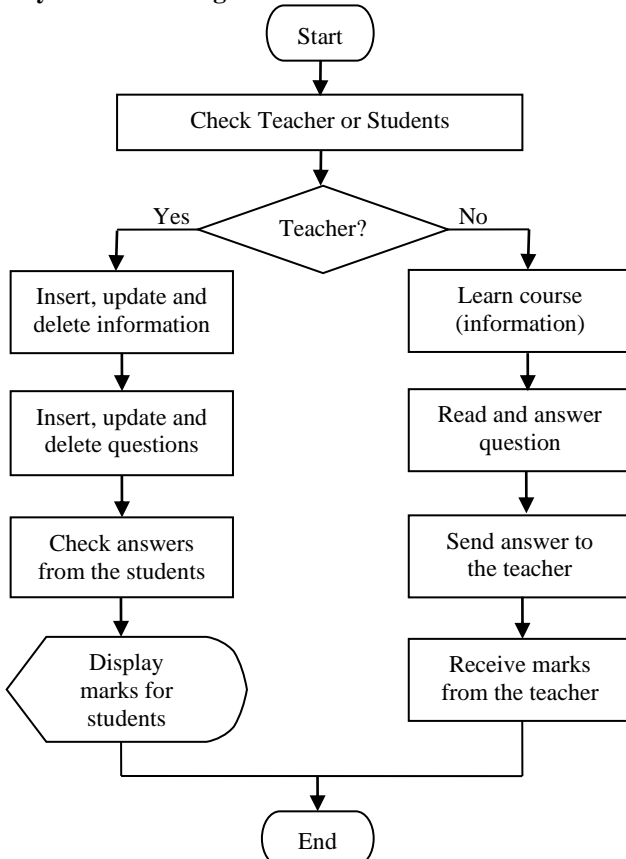 Start
Check Teacher or Students
Teacher?
Yes
No
Insert, update and
delete information
Insert, update and
delete questions
Check answers
from the students
Display
marks for
students
Learn course
(information)
Read and answer
question
Send answer to
the teacher
Receive marks
from the teacher
End